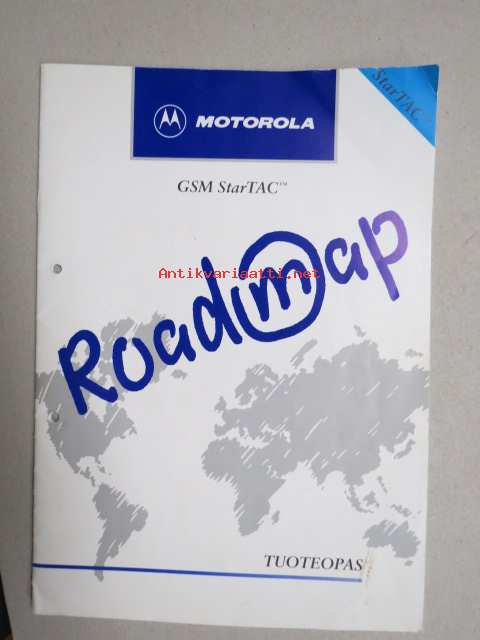 StarTAC
MOTOROLA
GSM StarTAC™
Roadmap
Antikvariaatti.net
TUOTEOPAS